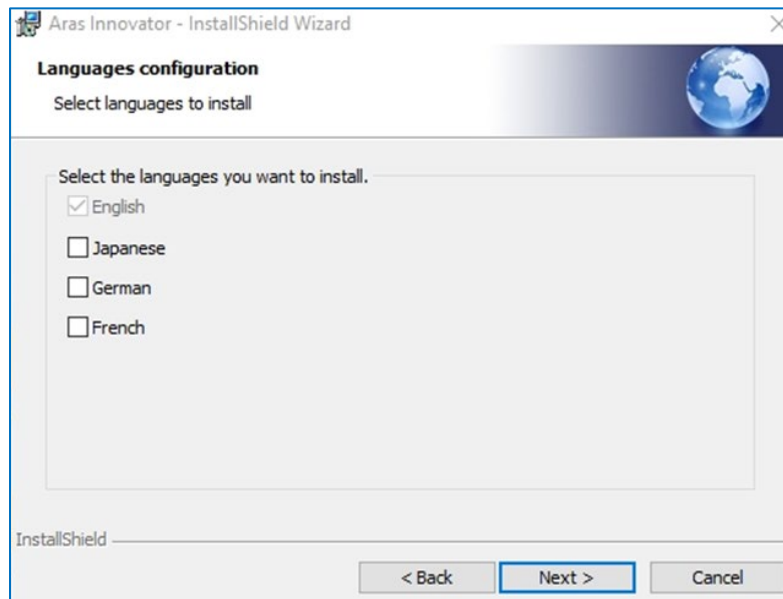 Aras Innovator - InstallShield Wizard
Languages configuration
Select languages to install
Select the languages you want to install.
English
Japanese
German
French
InstallShield
< Back
Next >
Cancel